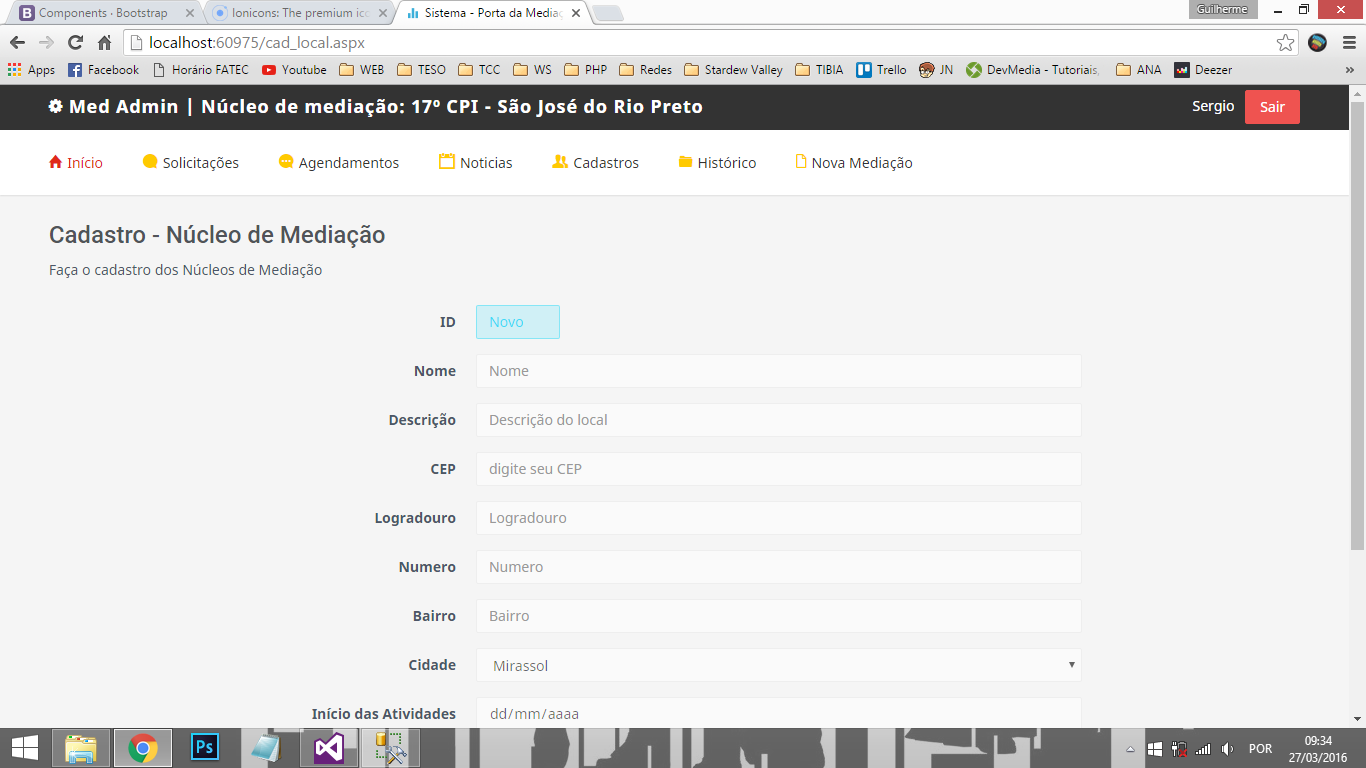 Components · Bootstrap
Ionicons: The premium ico
Sistema - Porta da Mediaç
Guilherme
localhost:60975/cad_local.aspx
Apps Facebook Horário FATEC Youtube WEB TESO TCC WS PHP Redes Stardew Valley TIBIA Trello JN DevMedia - Tutoriais, ANA Deezer »
Med Admin | Núcleo de mediação: 17º CPI - São José do Rio Preto
Sergio Sair
Início Solicitações Agendamentos Noticias Cadastros Histórico Nova Mediação
Cadastro - Núcleo de Mediação
Faça o cadastro dos Núcleos de Mediação
ID Novo
Nome Nome
Descrição Descrição do local
CEP digite seu CEP
Logradouro Logradouro
Numero Numero
Bairro Bairro
Cidade Mirassol
Início das Atividades dd/mm/aaaa
Ps
POR
09:34
27/03/2016